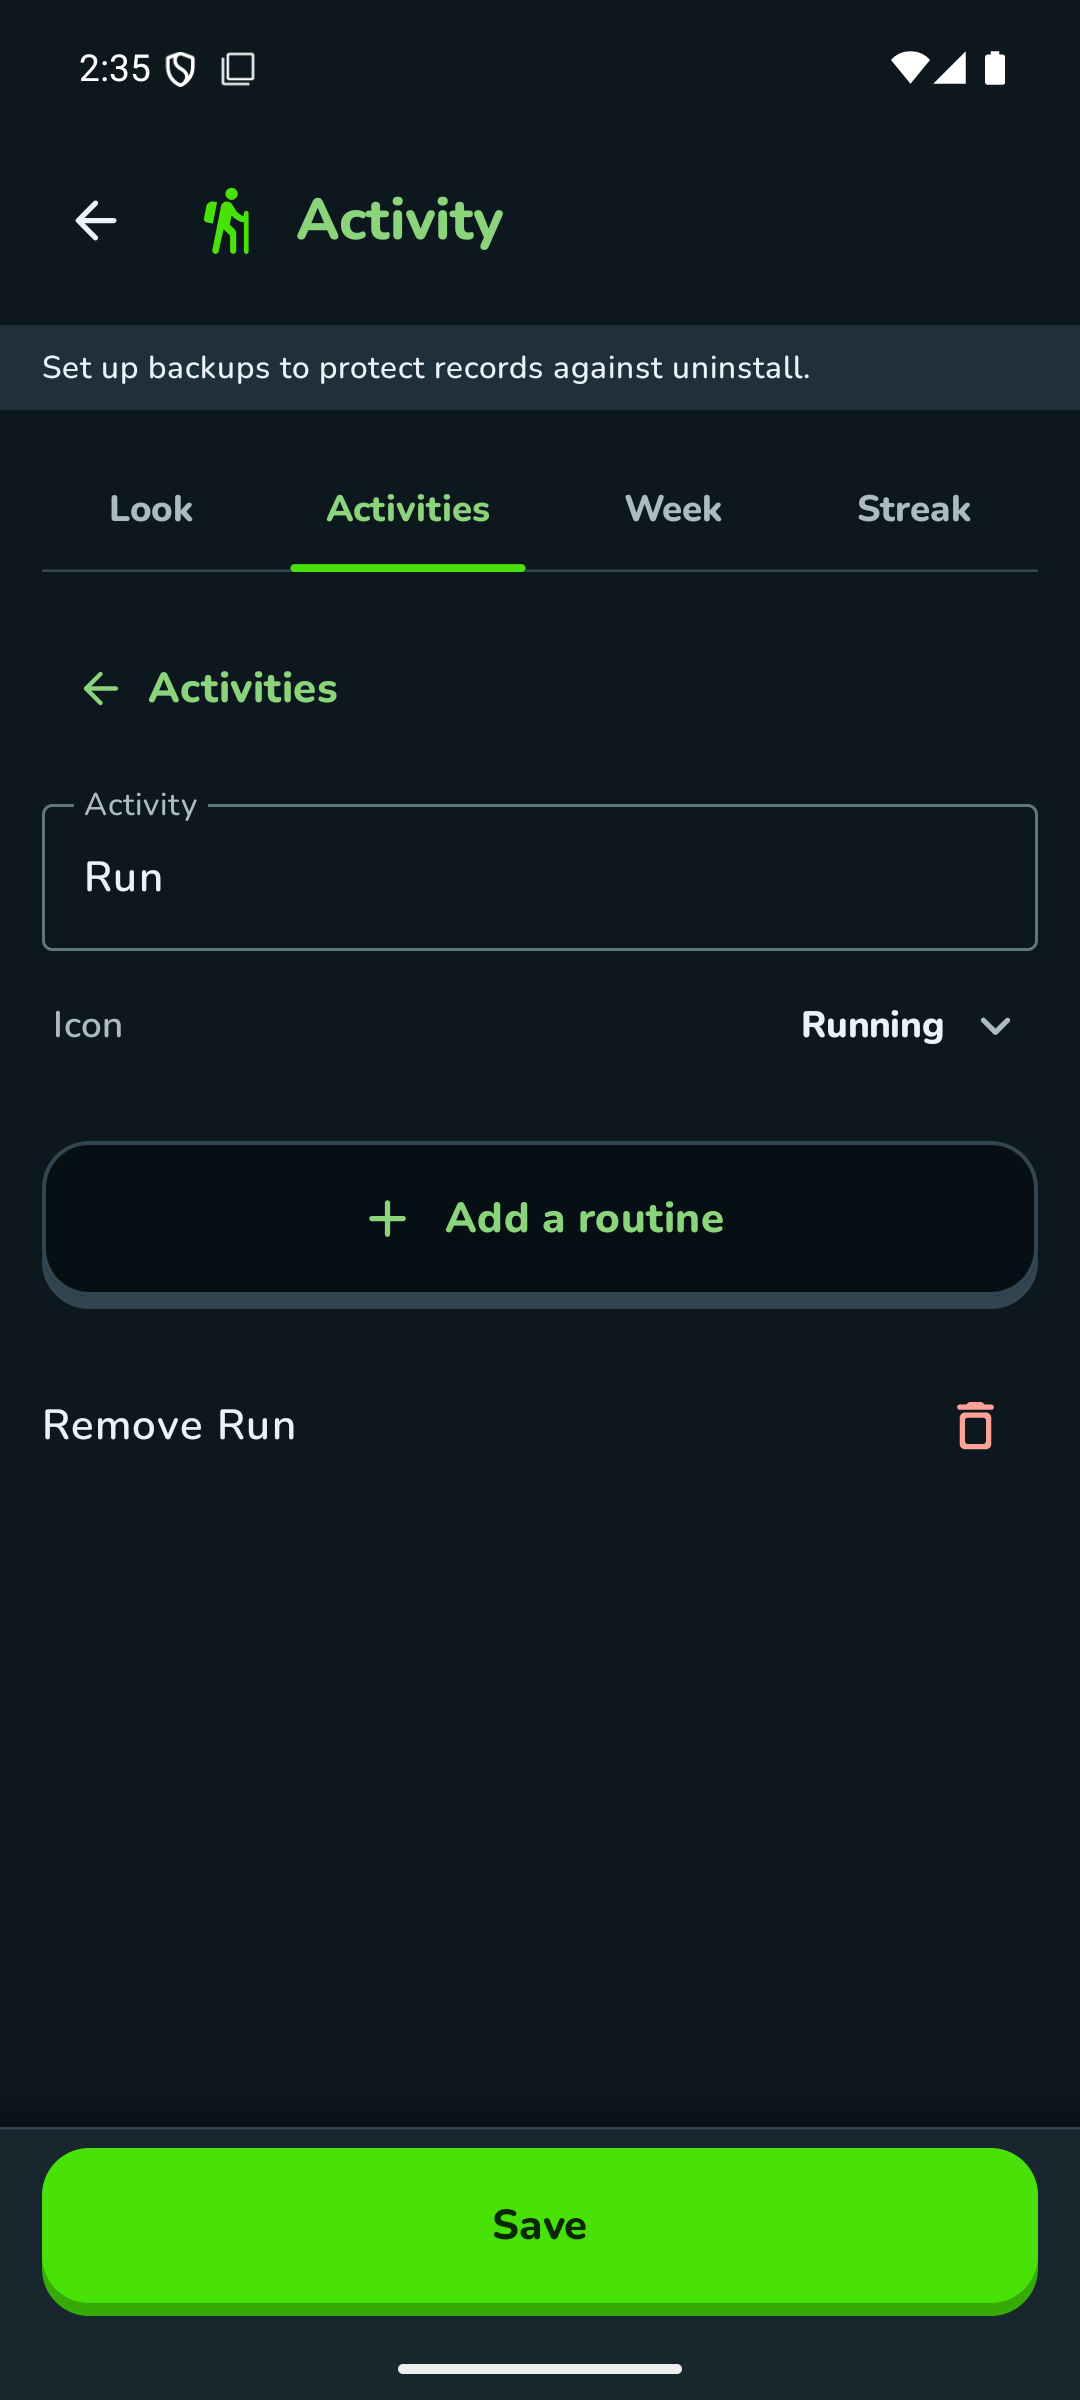 2:35
Activity
Set up backups to protect records against uninstall.
Look
Activities
Week
Streak
Activities
Activity
Run
Icon
Running
Add a routine
Remove Run
Save